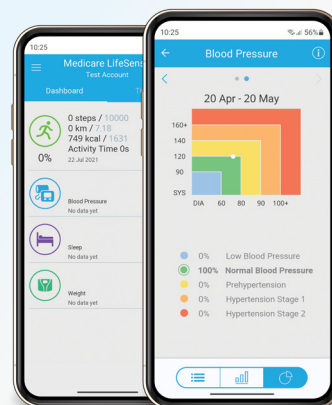 10:25
Medicare LifeSens
Test Account
Dashboard
0 steps / 10000
0 km / 7.18
749 kcal / 1631
Activity Time 0s
22 Jul 2021
0%
Blood Pressure
No data yet
Sleep
No data yet
Weight
No data yet
10:25
56%
Blood Pressure
20 Apr - 20 May
160+
140
120
90
SYS
DIA 60 80 90 100+
0% Low Blood Pressure
100% Normal Blood Pressure
0% Prehypertension
0% Hypertension Stage 1
0% Hypertension Stage 2